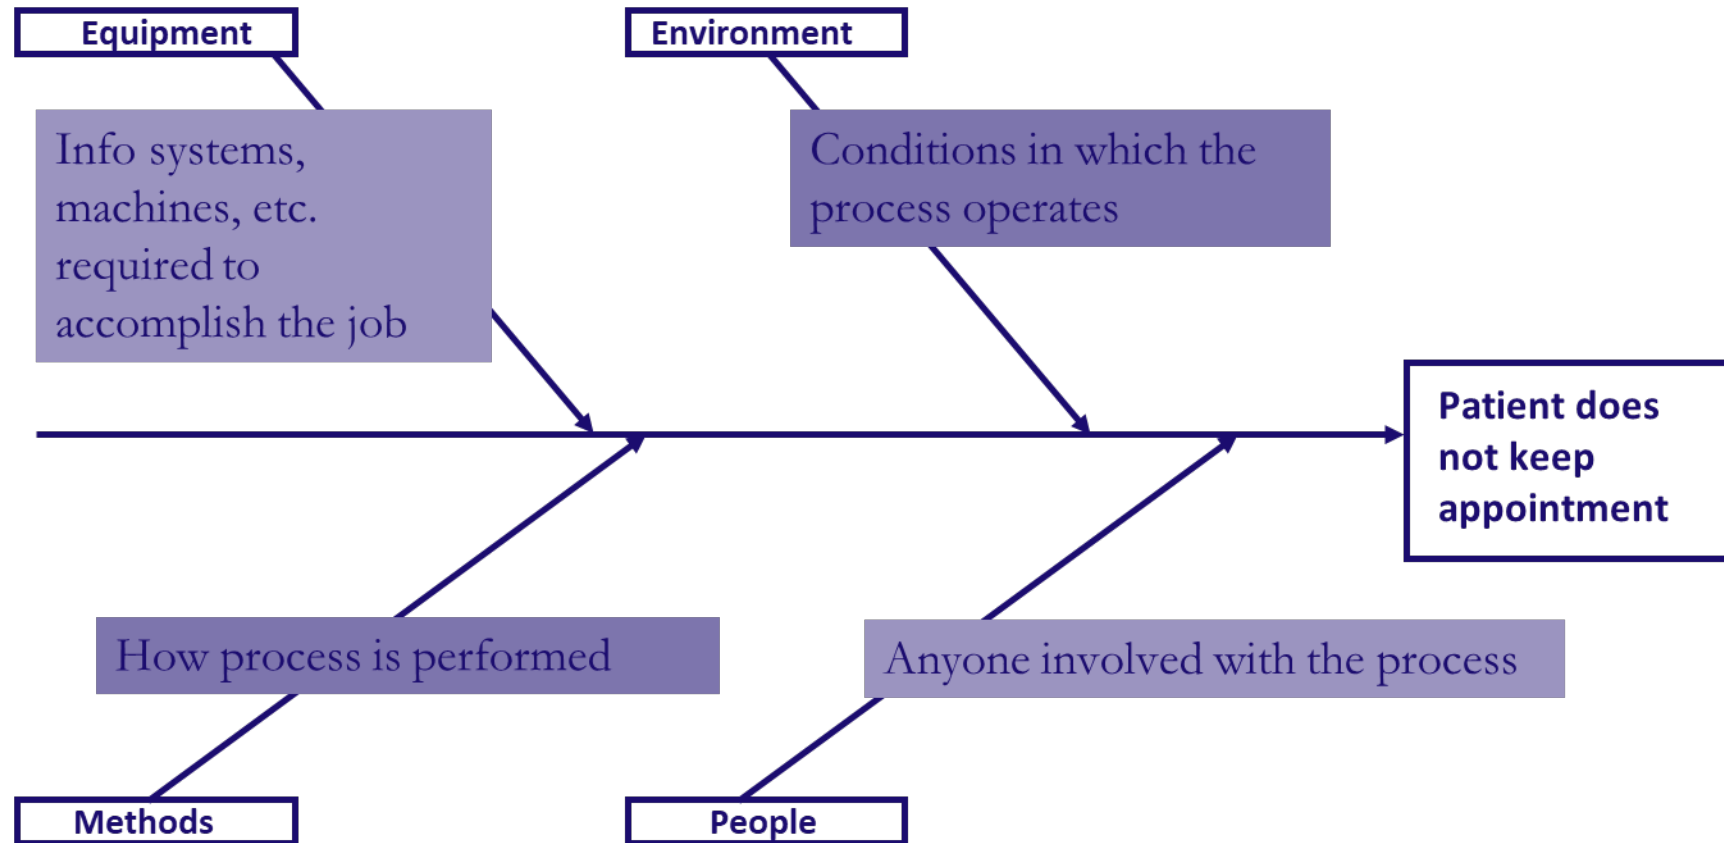 Equipment
Environment
Info systems,
machines, etc.
required to
accomplish the job
Conditions in which the
process operates
Patient does
not keep
appointment
How process is performed
Anyone involved with the process
Methods
People